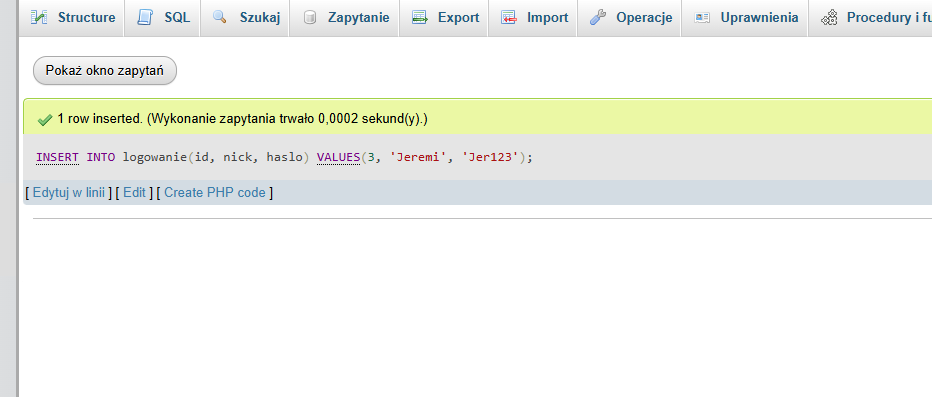 Structure SQL Szukaj Zapytanie Export Import Operacje Uprawnienia Procedury i fu
Pokaż okno zapytań
1 row inserted. (Wykonanie zapytania trwało 0,0002 sekund(y).)
INSERT INTO logowanie(id, nick, haslo) VALUES(3, 'Jeremi', 'Jer123');
[ Edytuj w linii ] [ Edit ] [ Create PHP code ]